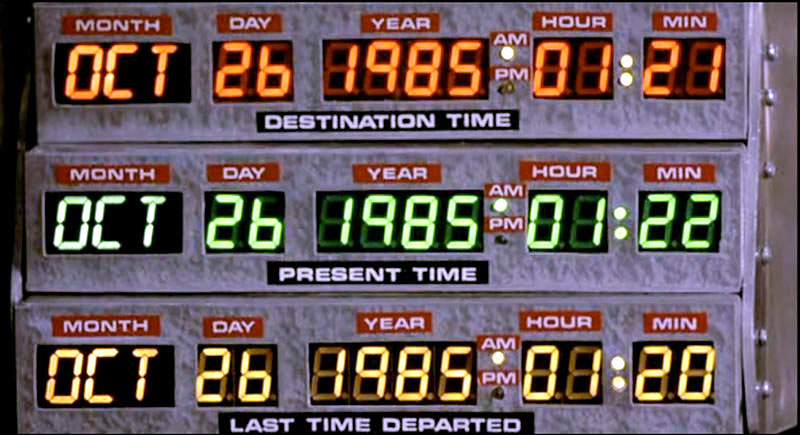 MONTH DAY YEAR AM HOUR MIN
OCT 26 1985 PM 01:21
DESTINATION TIME
MONTH DAY YEAR AM HOUR MIN
OCT 26 1985 PM 01:22
PRESENT TIME
MONTH DAY YEAR AM HOUR MIN
OCT 26 1985 PM 01:20
LAST TIME DEPARTED